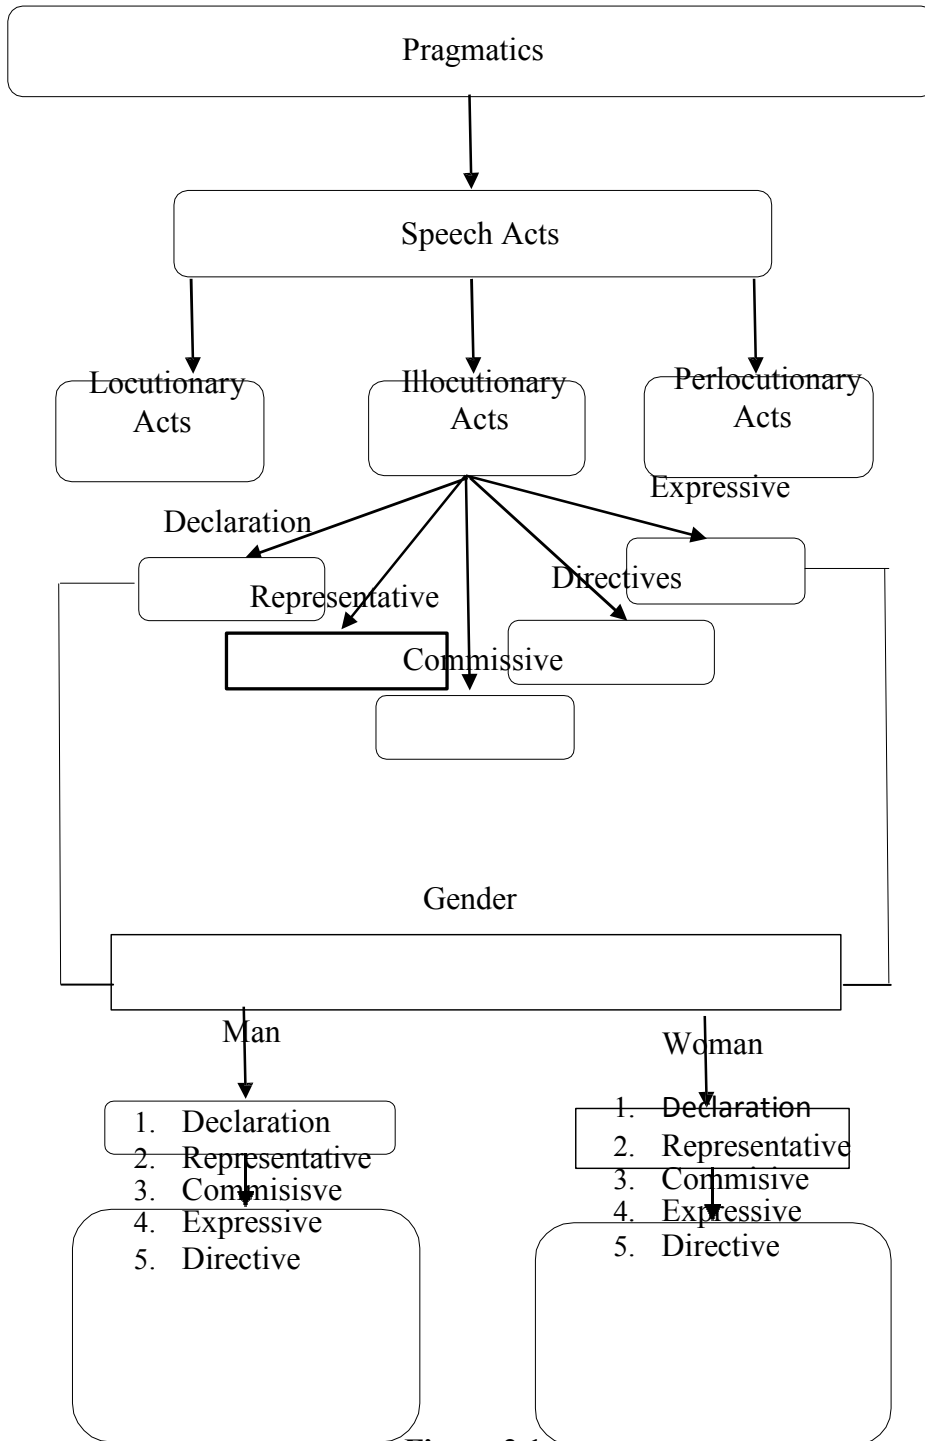 Pragmatics
Speech Acts
Locutionary
Acts
Illocutionary
Acts
Perlocutionary
Acts
Expressive
Declaration
Directives
Representative
Commissive
Gender
Man
Woman
1. Declaration
2. Representative
3. Commisisve
4. Expressive
5. Directive
1. Declaration
2. Representative
3. Commisive
4. Expressive
5. Directive